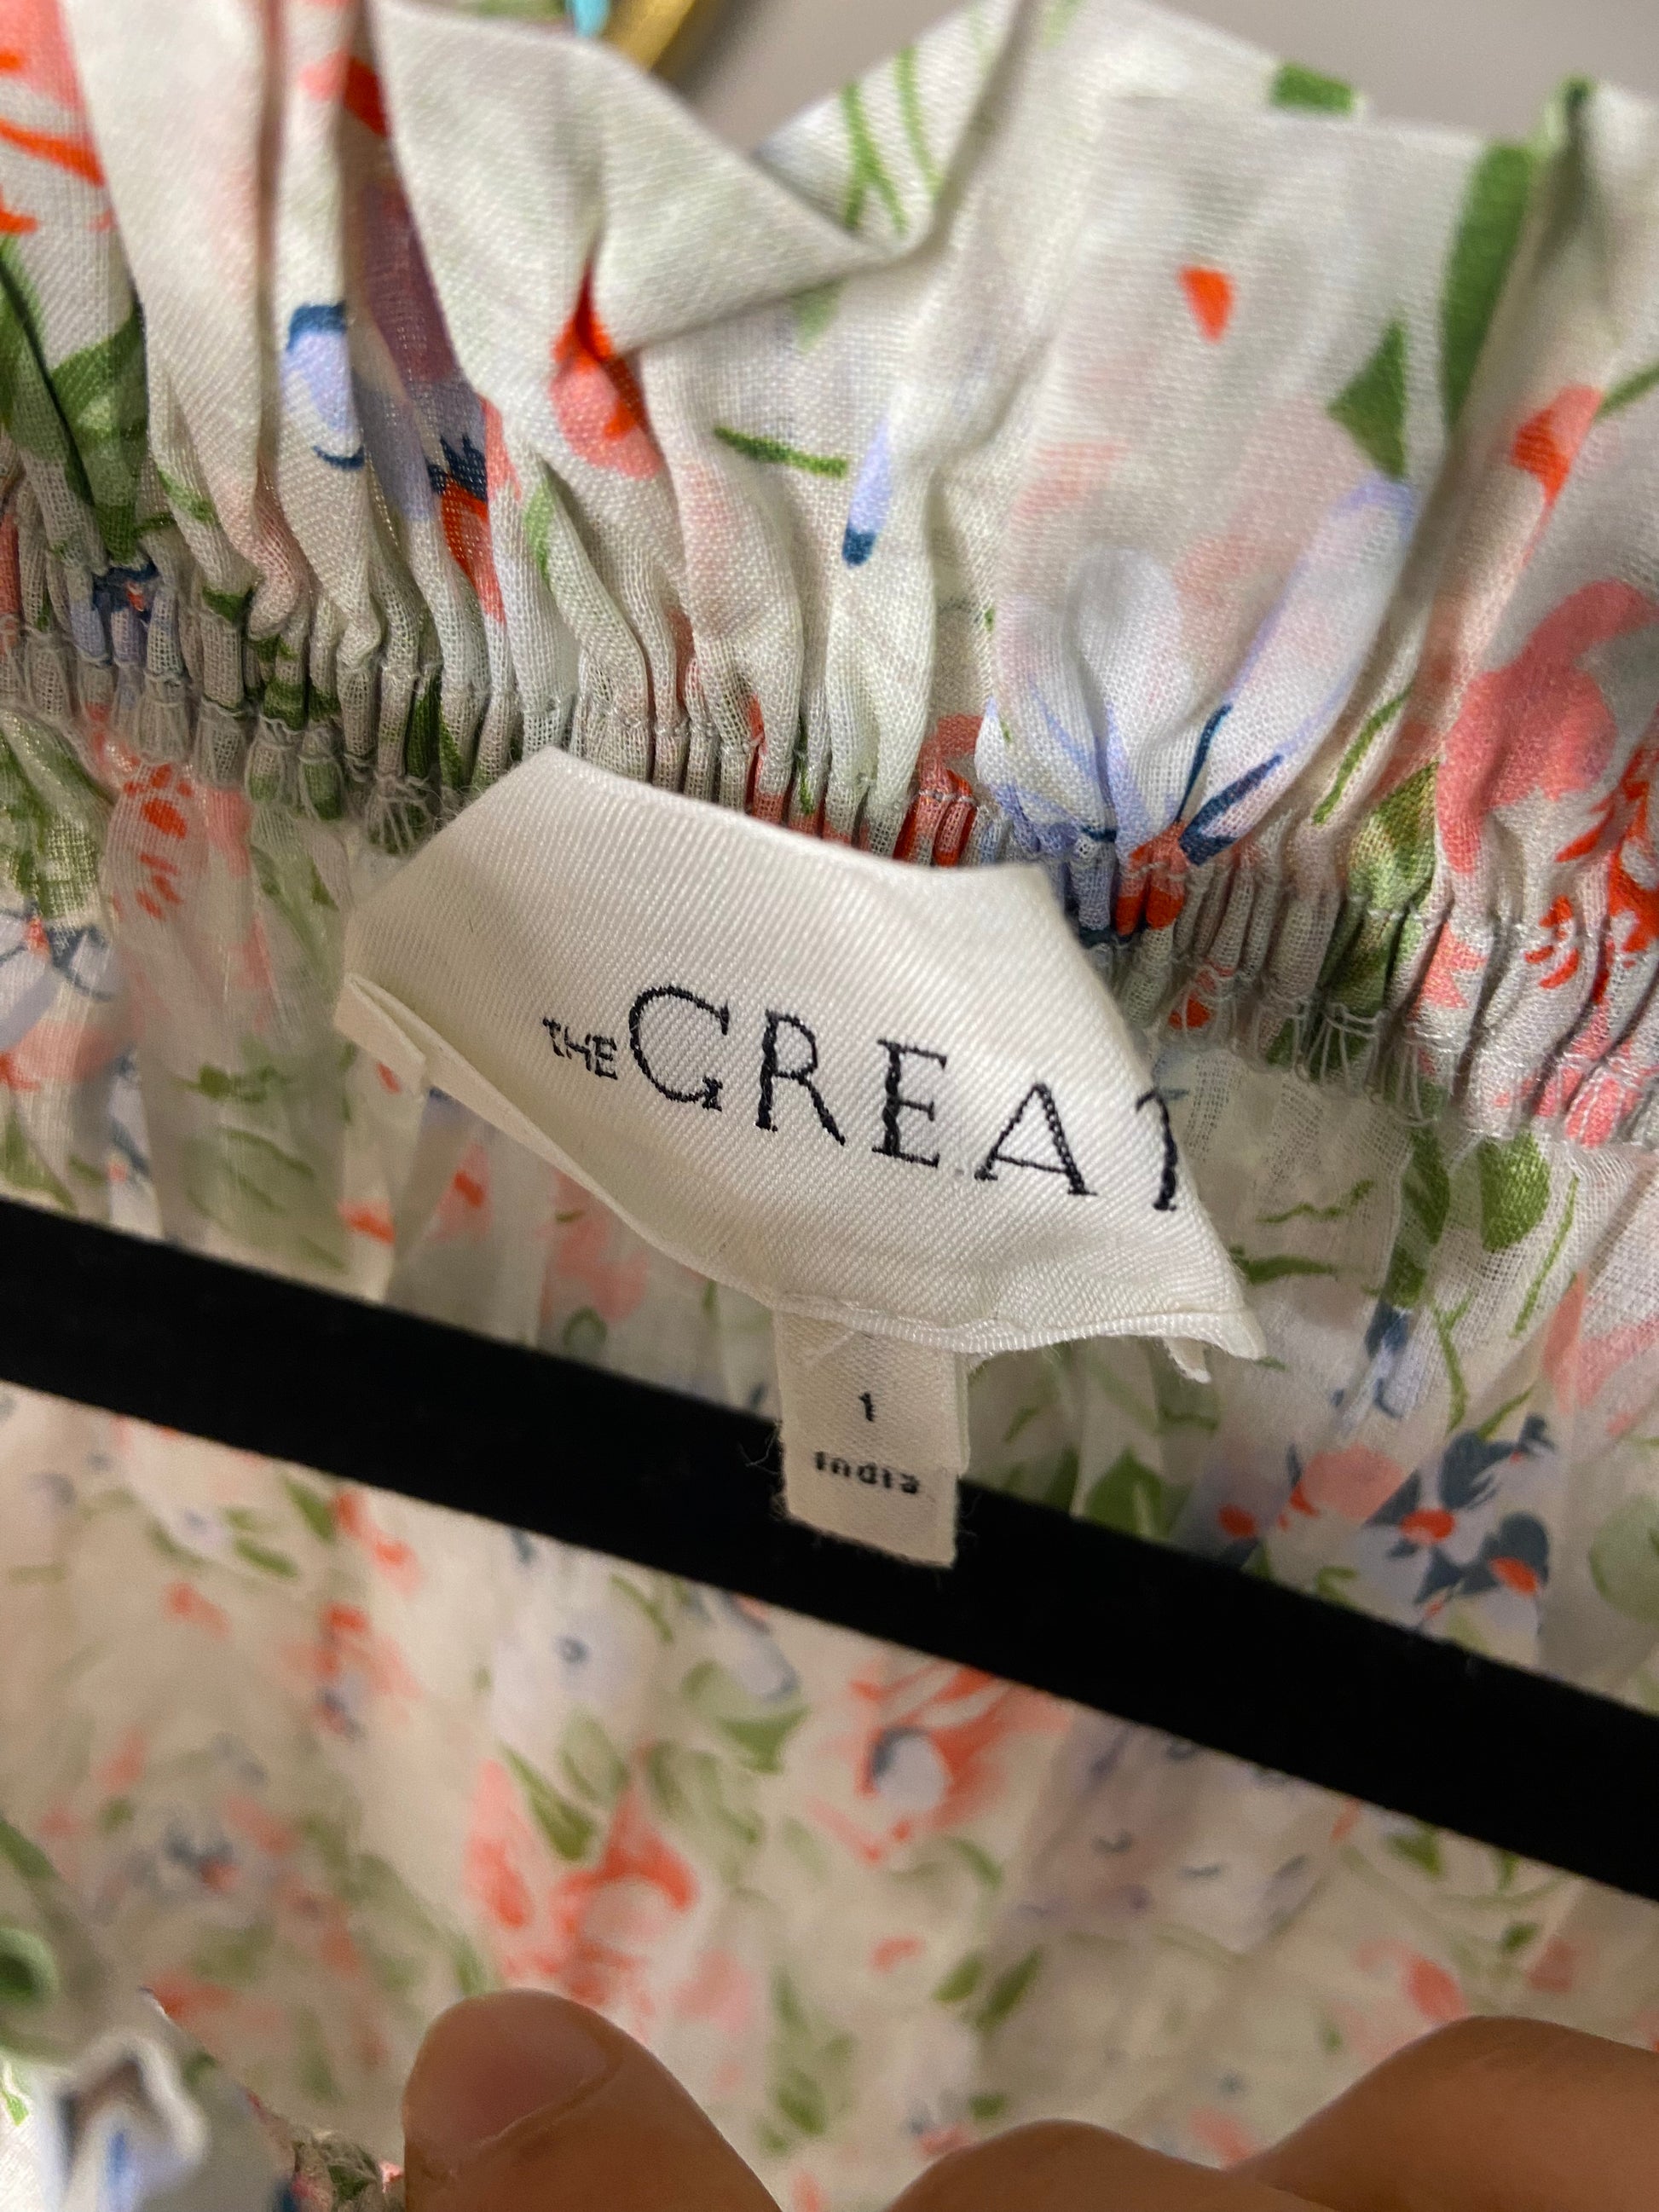 THE GREAT
1
india